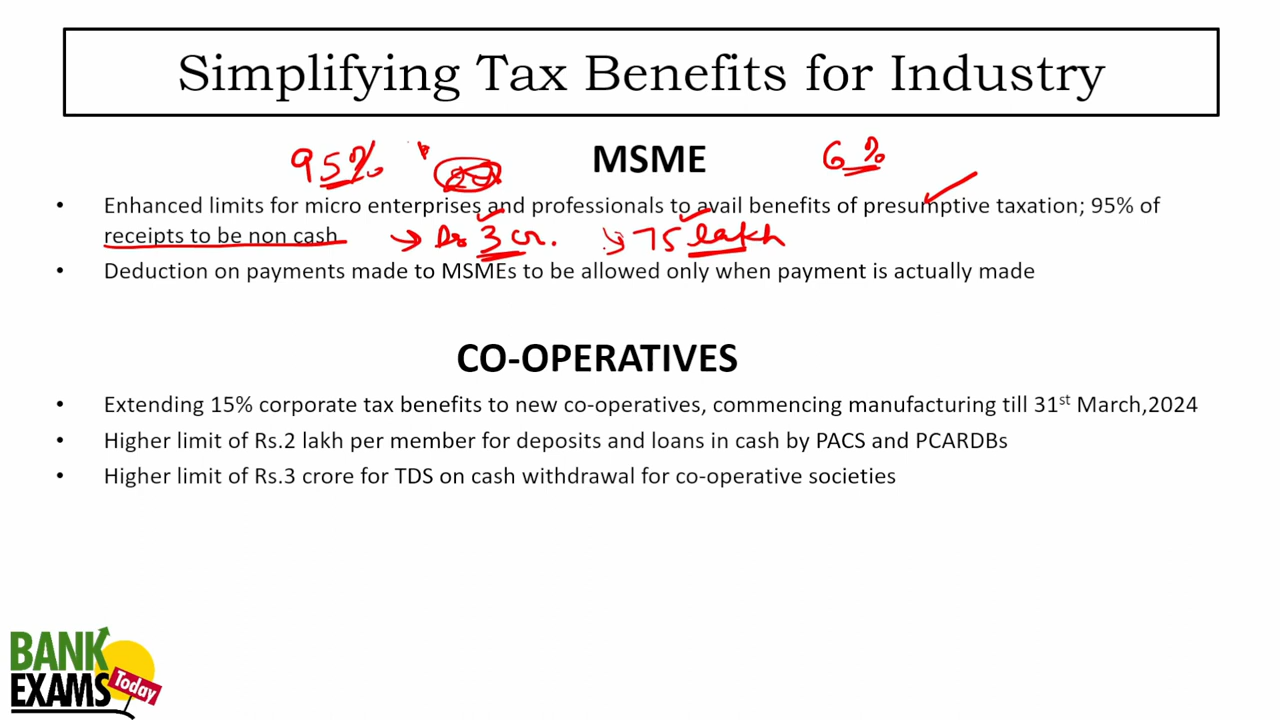 Simplifying Tax Benefits for Industry
95%
MSME
6%
• Enhanced limits for micro enterprises and professionals to avail benefits of presumptive taxation; 95% of
receipts to be non cash
3 cr.
75 lakh
• Deduction on payments made to MSMEs to be allowed only when payment is actually made
CO-OPERATIVES
• Extending 15% corporate tax benefits to new co-operatives, commencing manufacturing till 31st March,2024
• Higher limit of Rs.2 lakh per member for deposits and loans in cash by PACS and PCARDBs
• Higher limit of Rs.3 crore for TDS on cash withdrawal for co-operative societies
BANK
EXAMS
Today